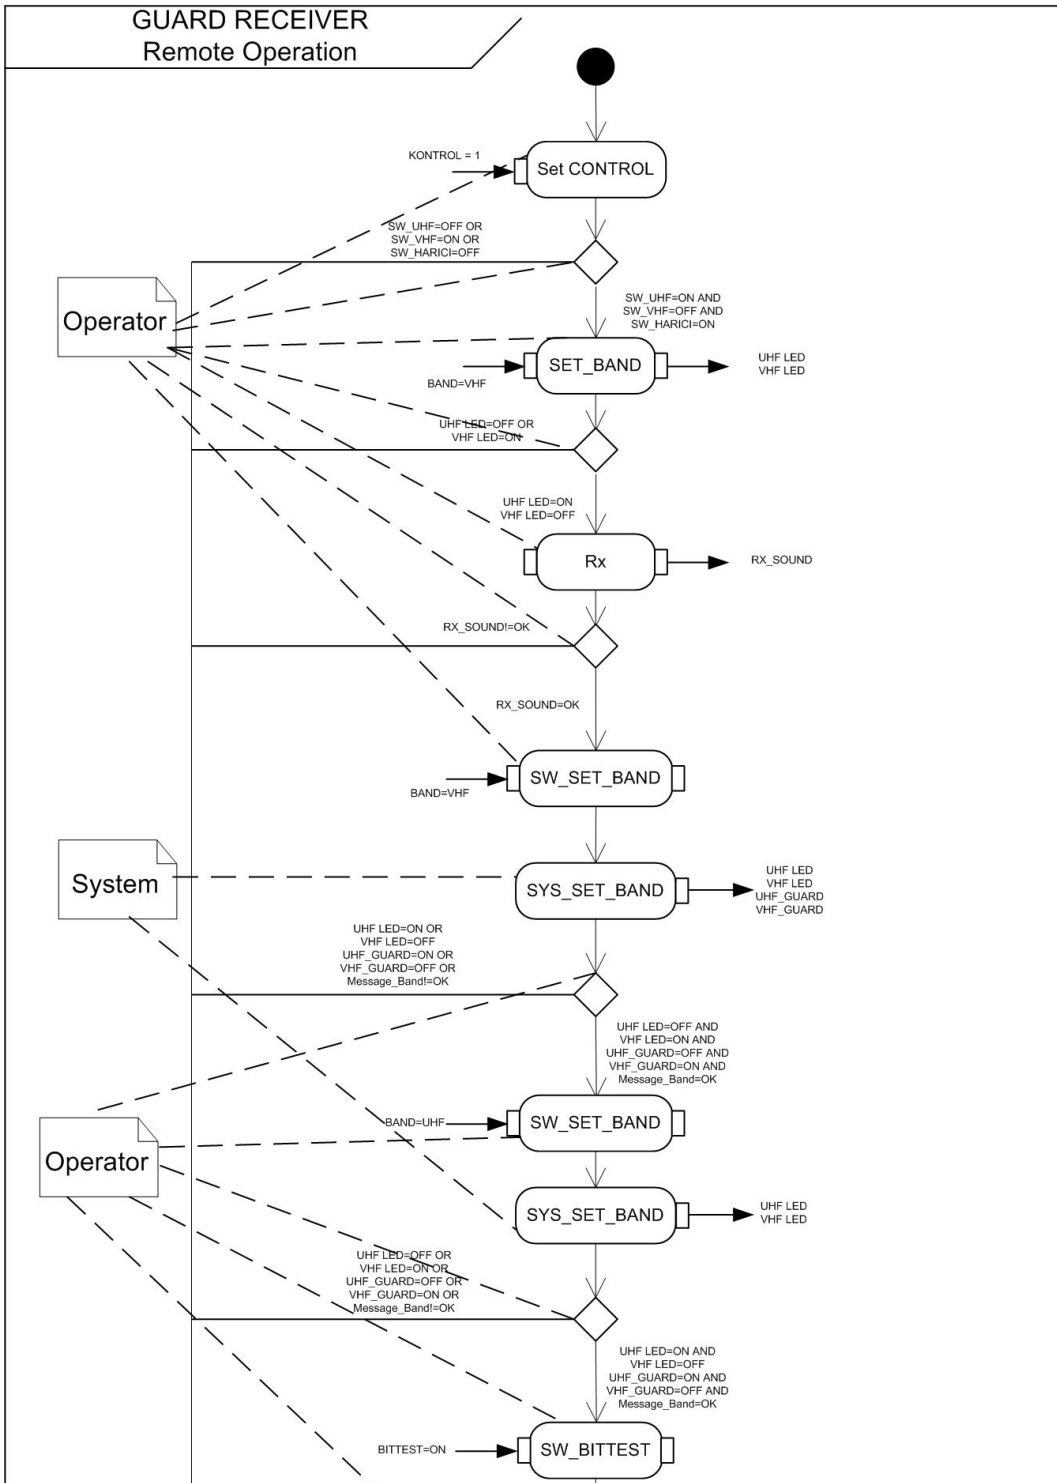 GUARD RECEIVER
Remote Operation
KONTROL = 1
Set CONTROL
SW_UHF=OFF OR
SW_VHF=ON OR
SW_HARICI=OFF
Operator
SW_UHF=ON AND
SW_VHF=OFF AND
SW_HARICI=ON
SET_BAND
UHF LED
VHF LED
BAND=VHF
UHF LED=OFF OR
VHF LED=ON
UHF LED=ON
VHF LED=OFF
Rx
RX_SOUND
RX_SOUND!=OK
RX_SOUND=OK
SW_SET_BAND
BAND=VHF
System
SYS_SET_BAND
UHF LED
VHF LED
UHF_GUARD
VHF_GUARD
UHF LED=ON OR
VHF LED=OFF
UHF_GUARD=ON OR
VHF_GUARD=OFF OR
Message_Band!=OK
UHF LED=OFF AND
VHF LED=ON AND
UHF_GUARD=OFF AND
VHF_GUARD=ON AND
Message_Band=OK
BAND=UHF
SW_SET_BAND
Operator
SYS_SET_BAND
UHF LED
VHF LED
UHF LED=OFF OR
VHF LED=ON OR
UHF_GUARD=OFF OR
VHF_GUARD=ON OR
Message_Band!=OK
UHF LED=ON AND
VHF LED=OFF
UHF_GUARD=ON AND
VHF_GUARD=OFF AND
Message_Band=OK
BITTEST=ON
SW_BITTEST